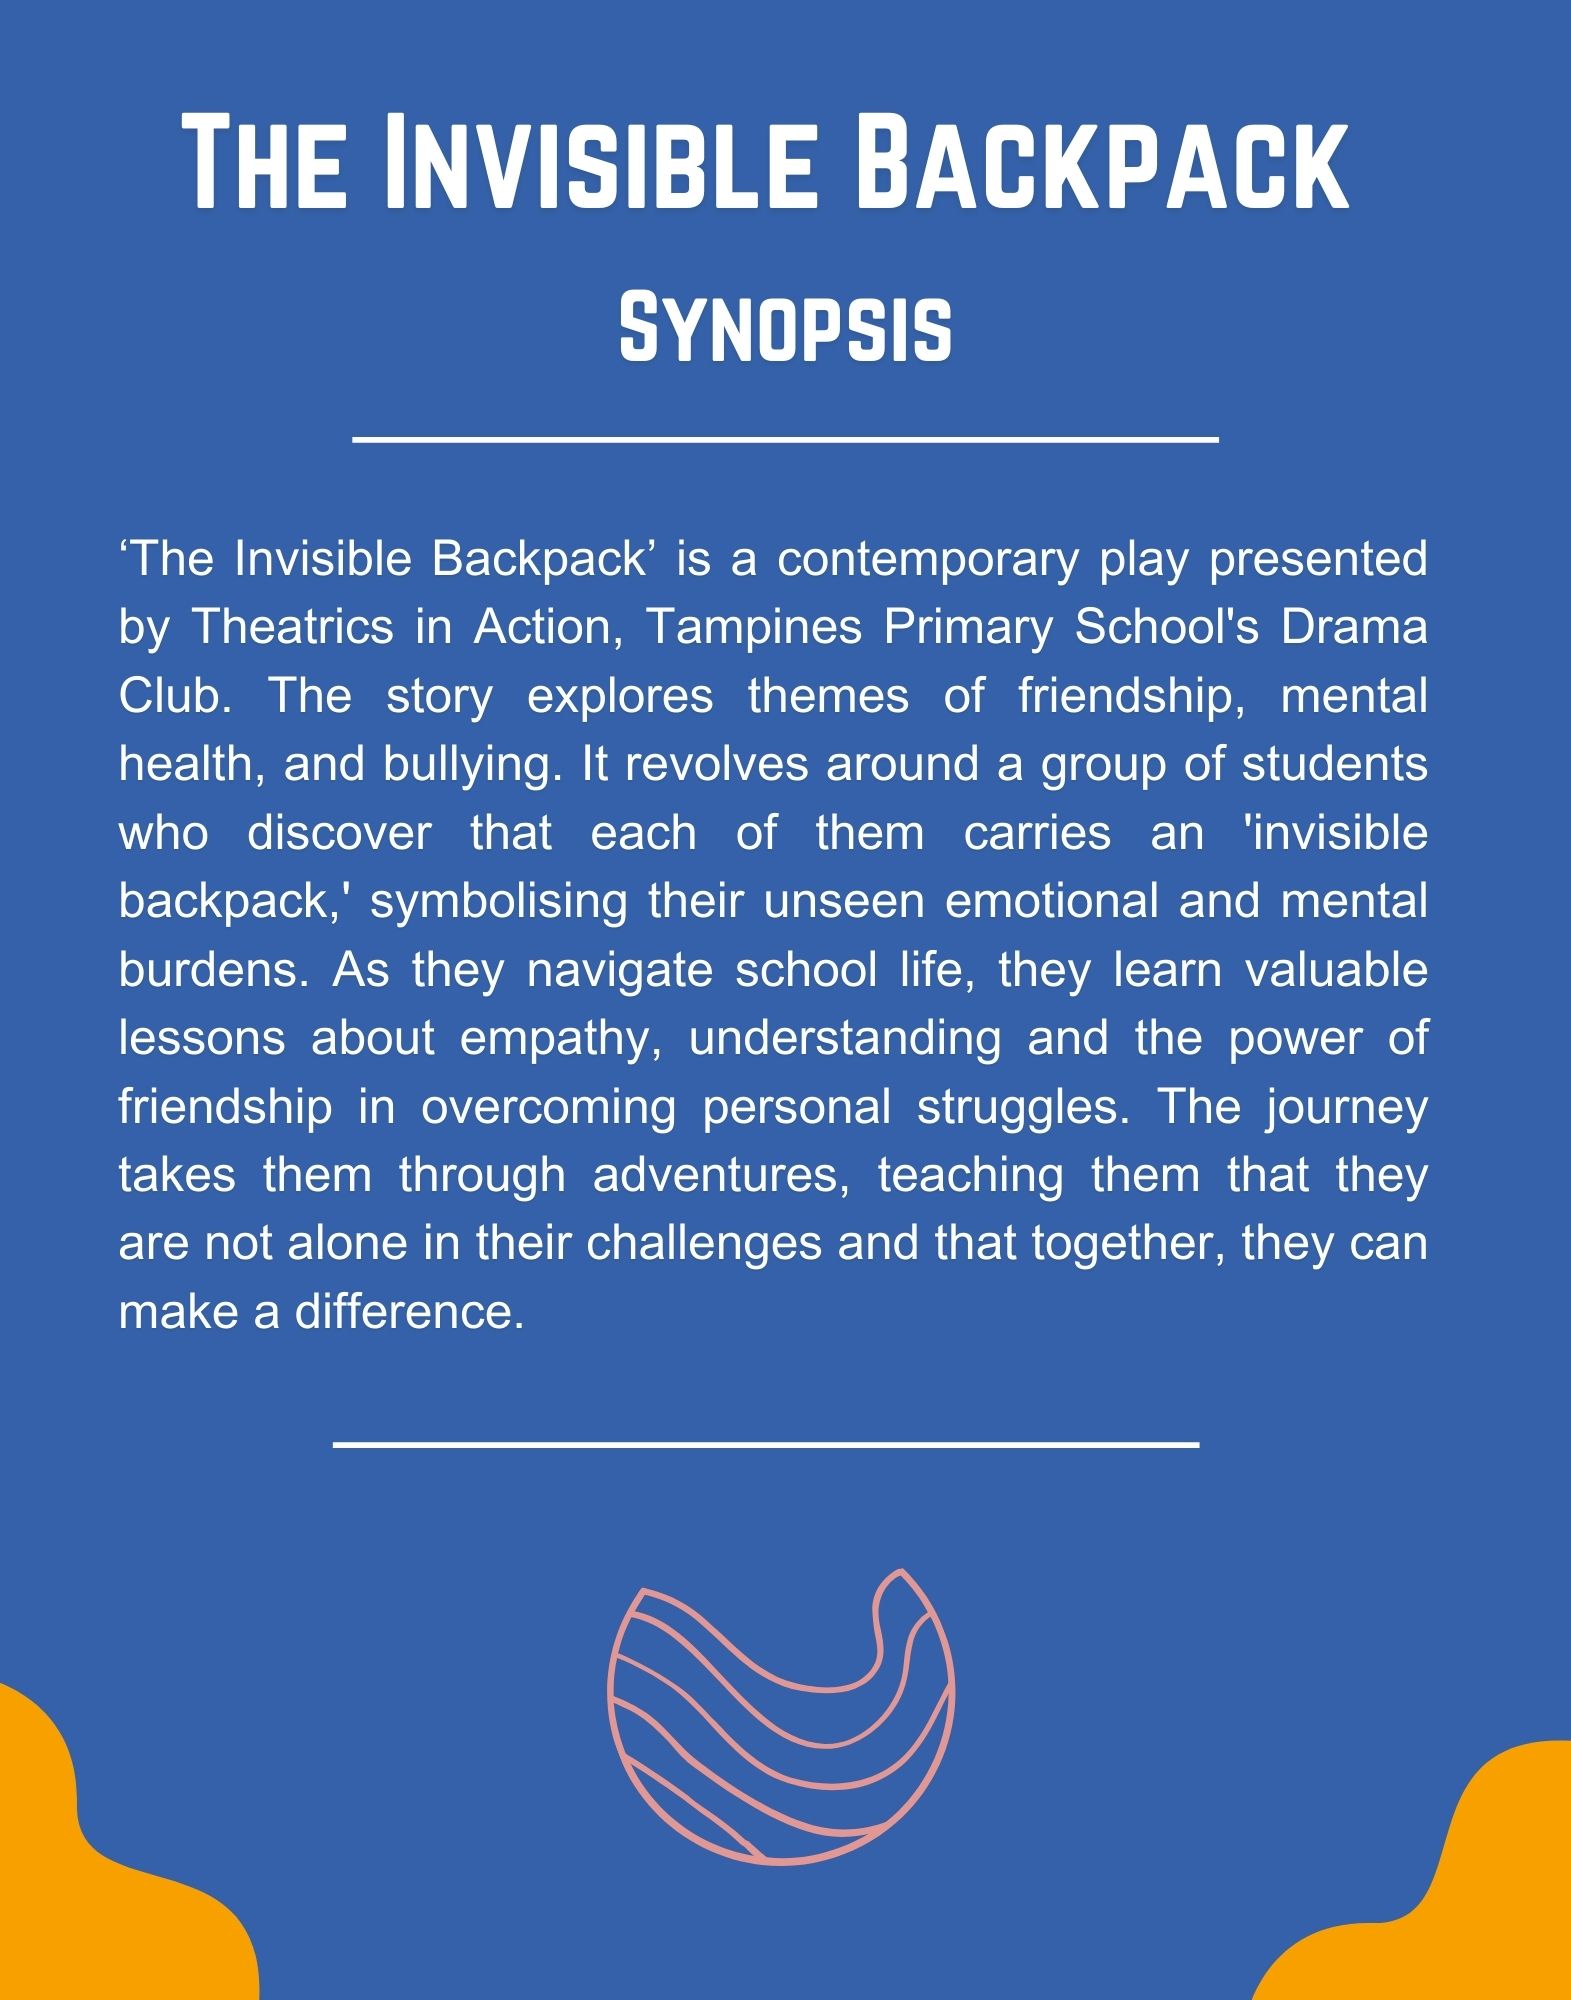 THE INVISIBLE BACKPACK
SYNOPSIS
‘The Invisible Backpack’ is a contemporary play presented
by Theatrics in Action, Tampines Primary School's Drama
Club. The story explores themes of friendship, mental
health, and bullying. It revolves around a group of students
who discover that each of them carries an 'invisible
backpack,' symbolising their unseen emotional and mental
burdens. As they navigate school life, they learn valuable
lessons about empathy, understanding and the power of
friendship in overcoming personal struggles. The journey
takes them through adventures, teaching them that they
are not alone in their challenges and that together, they can
make a difference.